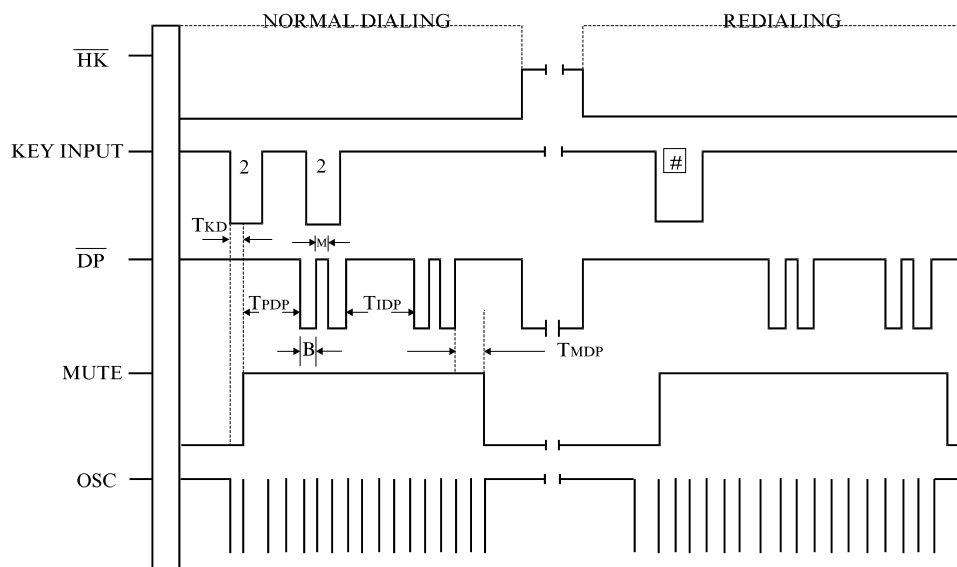 NORMAL DIALING
REDIALING
HK
KEY INPUT
2
2
#
TKD
M
DP
TPDP
TIDP
B
TMDP
MUTE
OSC